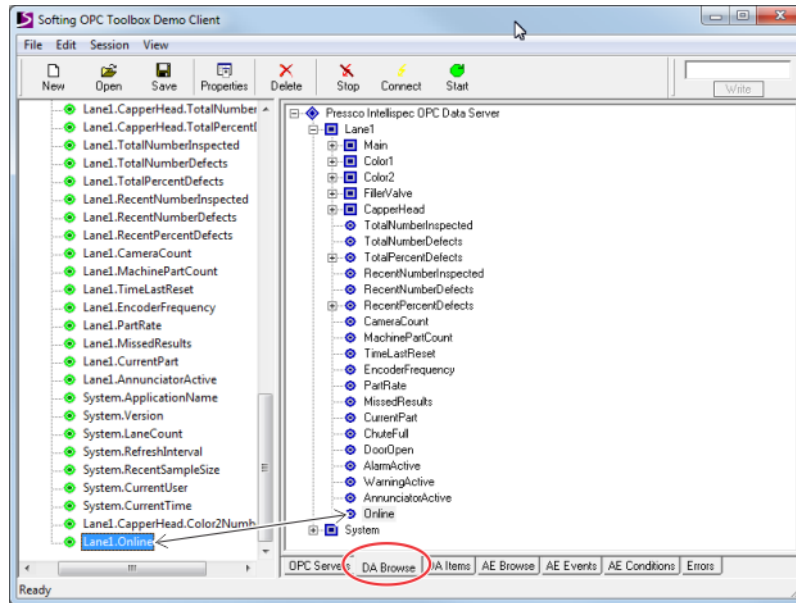 Softing OPC Toolbox Demo Client
File Edit Session View
New Open Save Properties Delete Stop Connect Start Write
Lane1.CapperHead.TotalNumber
Lane1.CapperHead.TotalPercent
Lane1.TotalNumberInspected
Lane1.TotalNumberDefects
Lane1.TotalPercentDefects
Lane1.RecentNumberInspected
Lane1.RecentNumberDefects
Lane1.RecentPercentDefects
Lane1.CameraCount
Lane1.MachinePartCount
Lane1.TimeLastReset
Lane1.EncoderFrequency
Lane1.PartRate
Lane1.MissedResults
Lane1.CurrentPart
Lane1.AnnunciatorActive
System.ApplicationName
System.Version
System.LaneCount
System.RefreshInterval
System.RecentSampleSize
System.CurrentUser
System.CurrentTime
Lane1.CapperHead.Color2Numb
Lane1.Online
Pressco Intellispec OPC Data Server
Lane1
Main
Color1
Color2
FillerValve
CapperHead
TotalNumberInspected
TotalNumberDefects
TotalPercentDefects
RecentNumberInspected
RecentNumberDefects
RecentPercentDefects
CameraCount
MachinePartCount
TimeLastReset
EncoderFrequency
PartRate
MissedResults
CurrentPart
ChuteFull
DoorOpen
AlarmActive
WarningActive
AnnunciatorActive
Online
System
OPC Servers DA Browse DA Items AE Browse AE Events AE Conditions Errors
Ready